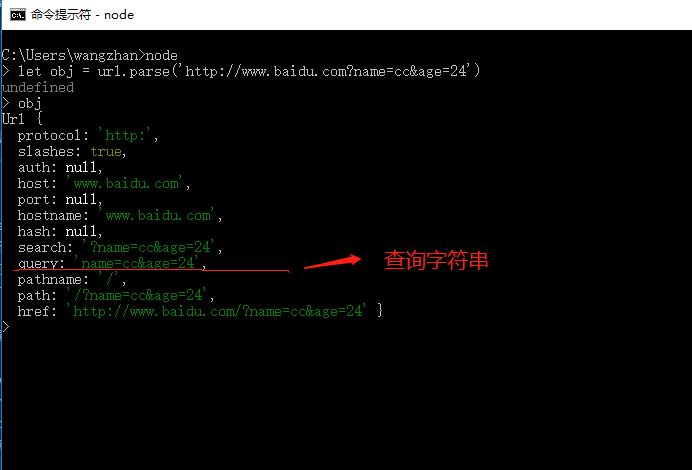 命令提示符 - node
C:\Users\wangzhan>node
> let obj = url.parse('http://www.baidu.com?name=cc&age=24')
undefined
> obj
Url {
  protocol: 'http:',
  slashes: true,
  auth: null,
  host: 'www.baidu.com',
  port: null,
  hostname: 'www.baidu.com',
  hash: null,
  search: '?name=cc&age=24',
  query: 'name=cc&age=24', 查询字符串
  pathname: '/',
  path: '/?name=cc&age=24',
  href: 'http://www.baidu.com/?name=cc&age=24' }
>